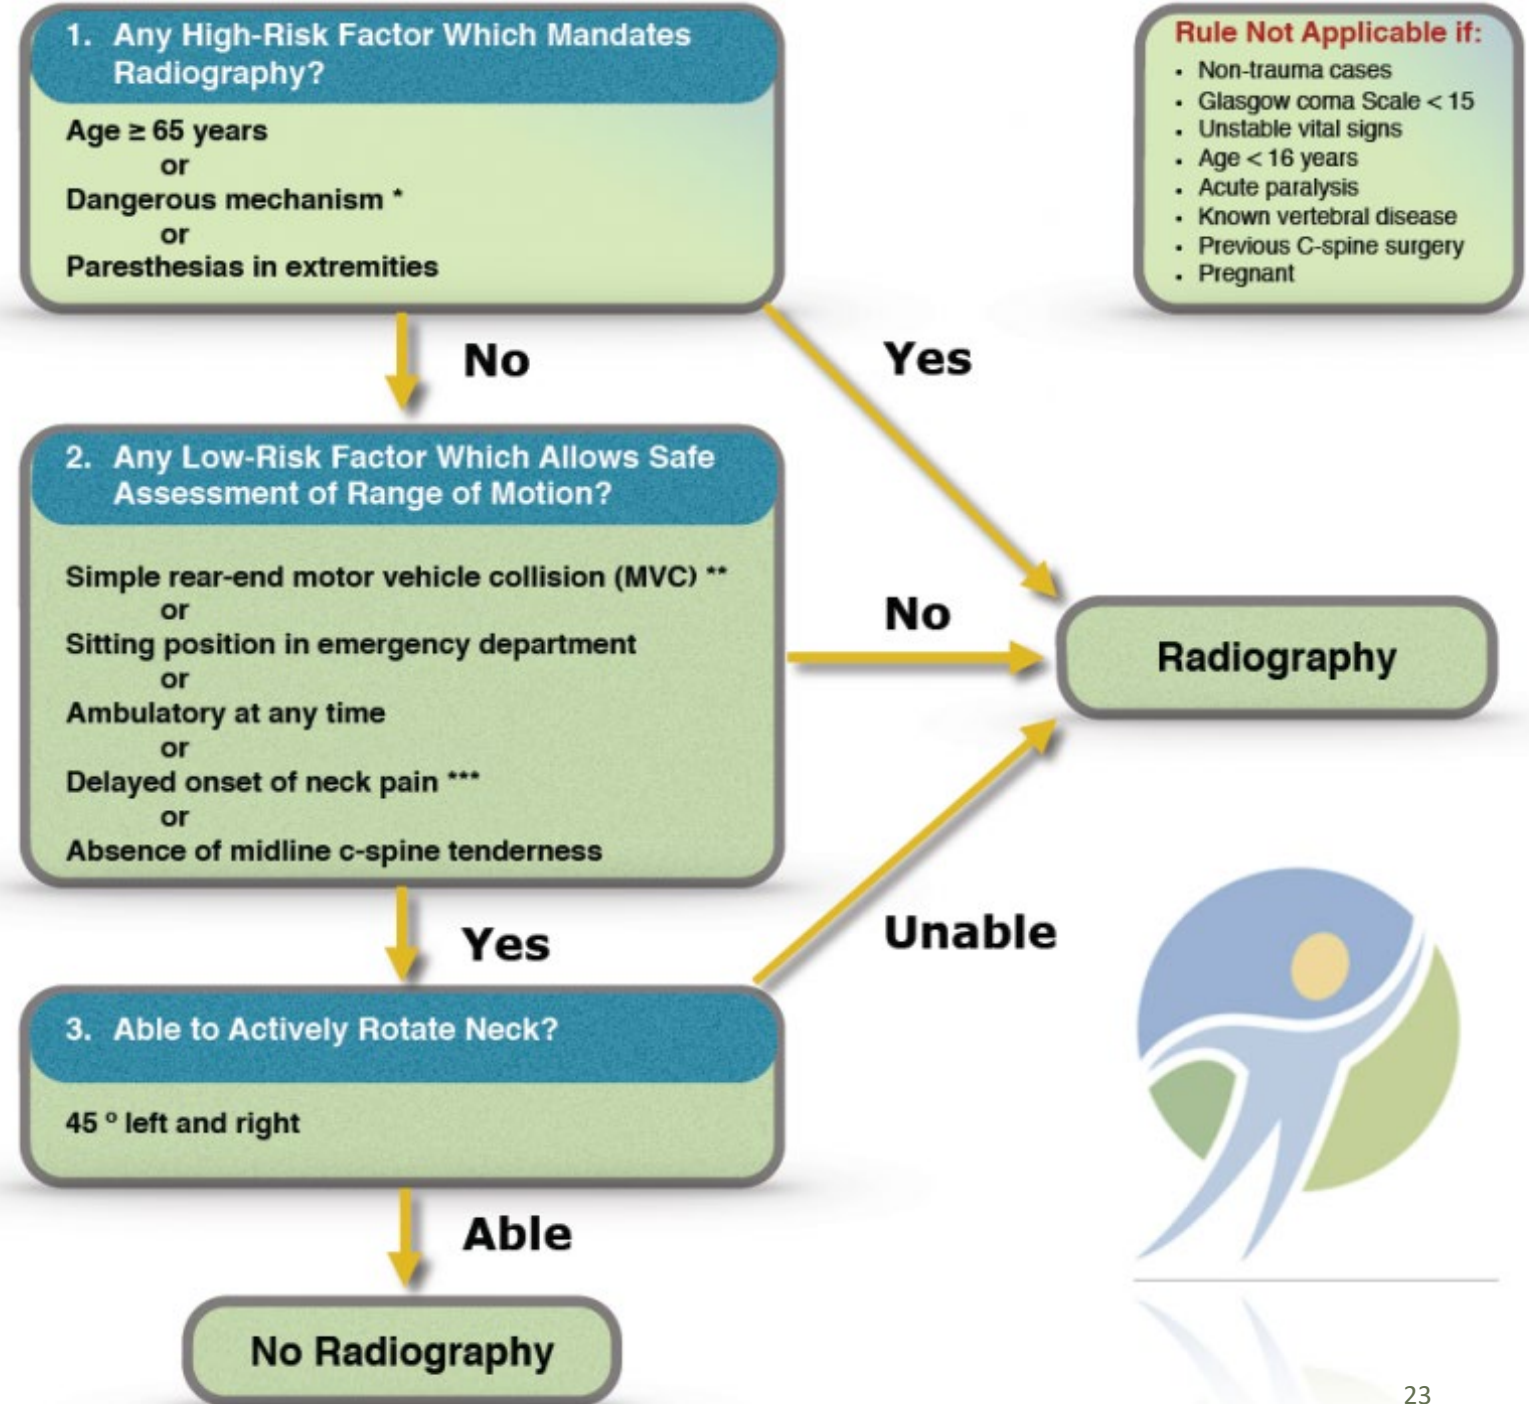 1. Any High-Risk Factor Which Mandates
Radiography?
Age ≥ 65 years
or
Dangerous mechanism *
or
Paresthesias in extremities
Rule Not Applicable if:
• Non-trauma cases
• Glasgow coma Scale < 15
• Unstable vital signs
• Age < 16 years
• Acute paralysis
• Known vertebral disease
• Previous C-spine surgery
• Pregnant
No
Yes
2. Any Low-Risk Factor Which Allows Safe
Assessment of Range of Motion?
Simple rear-end motor vehicle collision (MVC) **
or
Sitting position in emergency department
or
Ambulatory at any time
or
Delayed onset of neck pain ***
or
Absence of midline c-spine tenderness
No
Radiography
Yes
Unable
3. Able to Actively Rotate Neck?
45 º left and right
Able
No Radiography
23